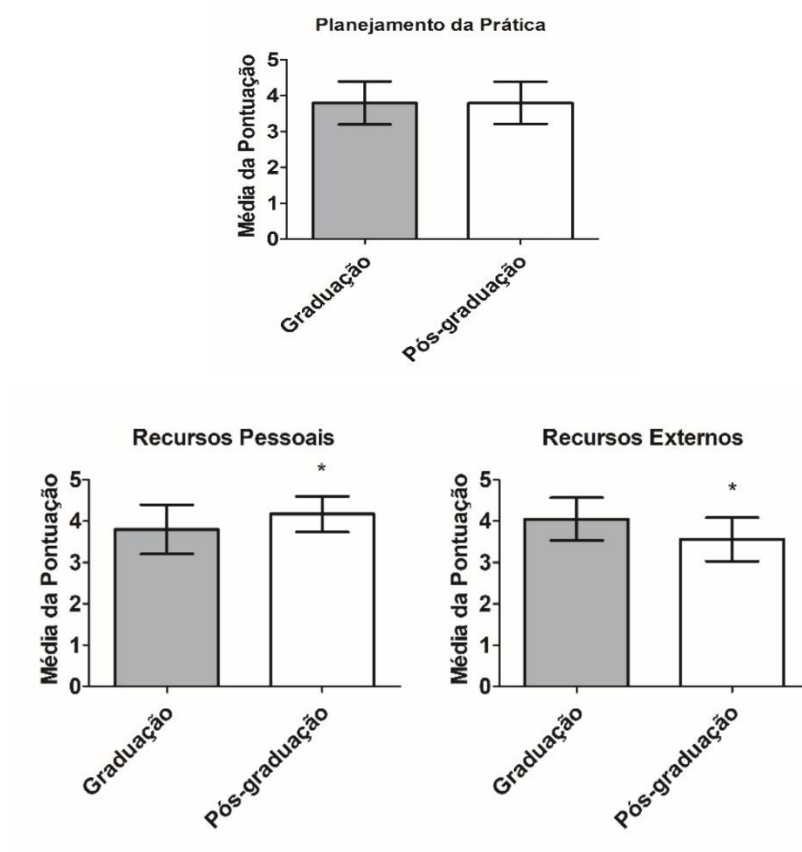 Planejamento da Prática
Média da Pontuação
5
4
3
2
1
0
Graduação
Pós-graduação
Recursos Pessoais
*
Média da Pontuação
5
4
3
2
1
0
Graduação
Pós-graduação
Recursos Externos
*
Média da Pontuação
5
4
3
2
1
0
Graduação
Pós-graduação